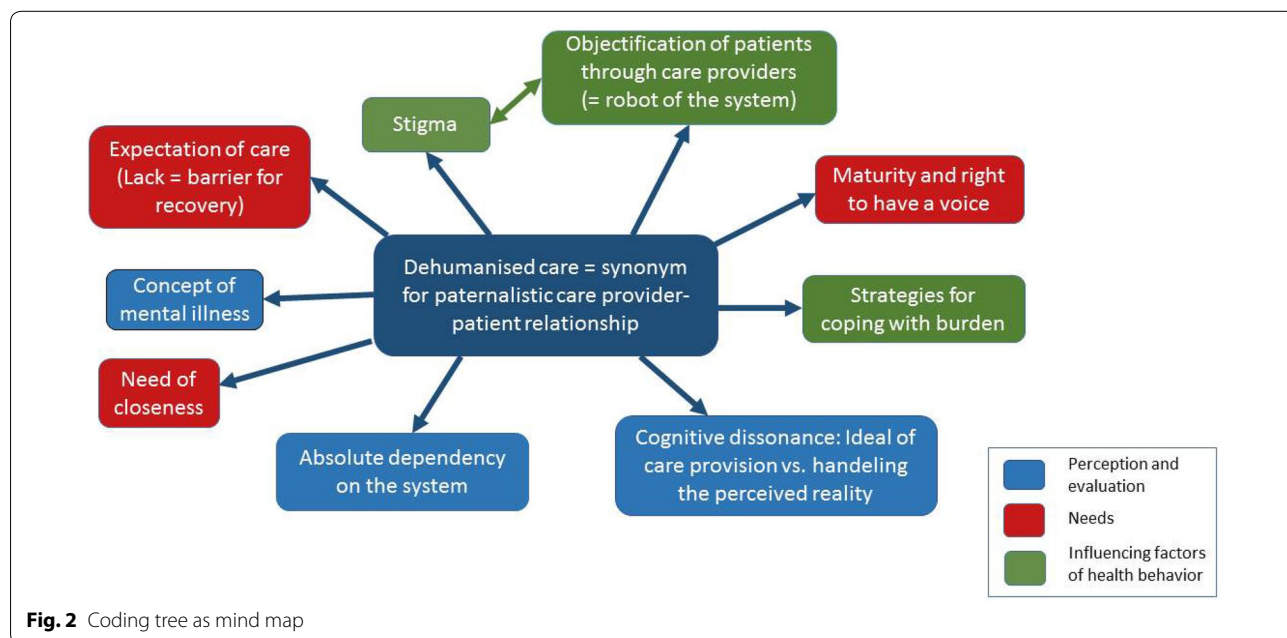 Objectification of patients
through care providers
(= robot of the system)
Stigma
Expectation of care
(Lack = barrier for
recovery)
Maturity and right
to have a voice
Dehumanised care = synonym
for paternalistic care provider-
patient relationship
Concept of
mental illness
Strategies for
coping with burden
Need of
closeness
Absolute dependency
on the system
Cognitive dissonance: Ideal of
care provision vs. handeling
the perceived reality
Perception and
evaluation
Needs
Influencing factors
of health behavior
Fig. 2 Coding tree as mind map